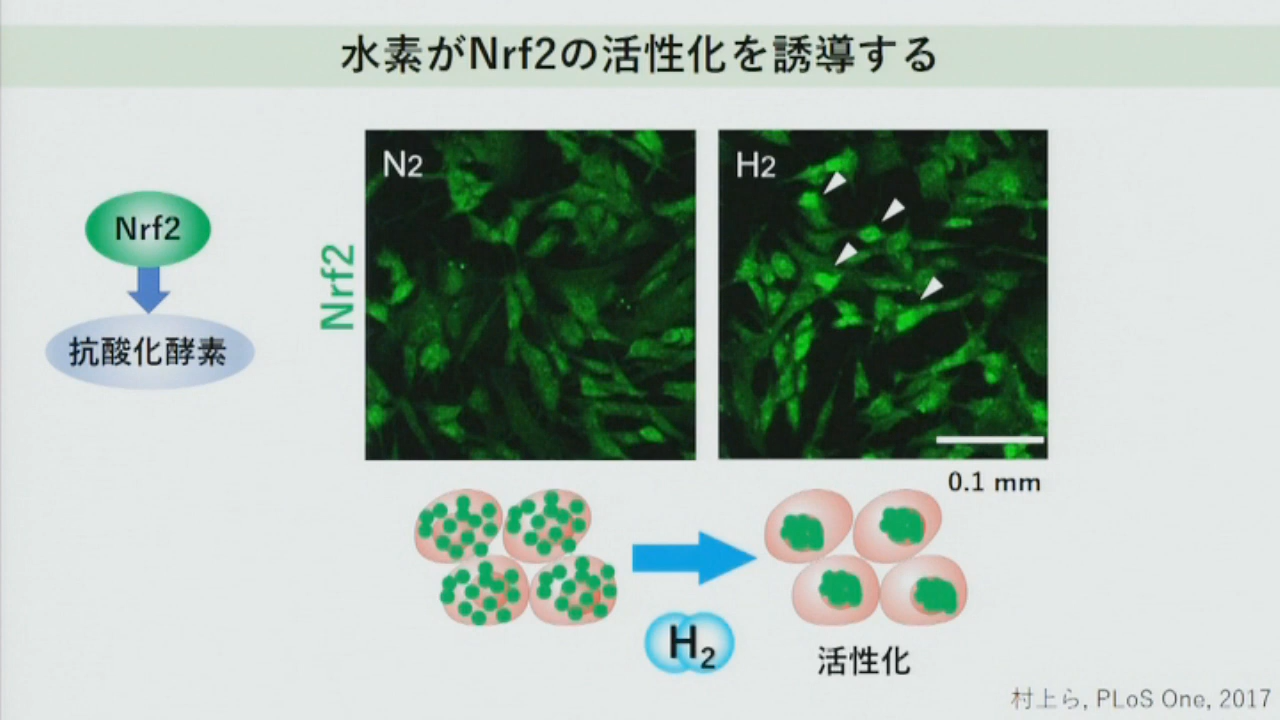 水素がNrf2の活性化を誘導する
Nrf2
抗酸化酵素
Nrf2
N2
H2
0.1 mm
H2
活性化
村上ら, PLoS One, 2017